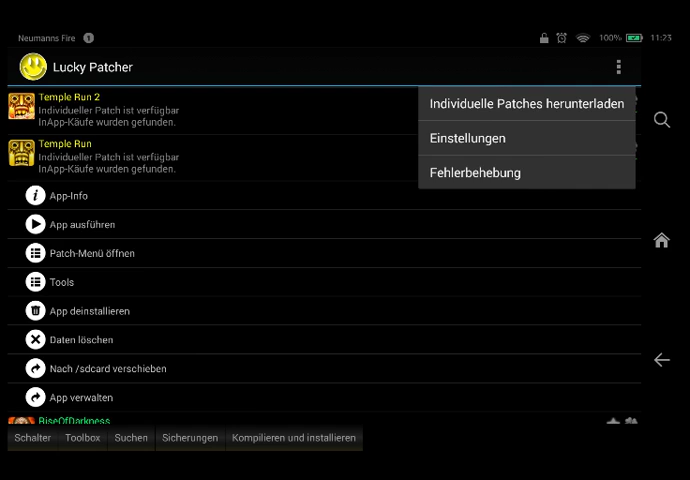 Neumanns Fire 1 100% 11:23
Lucky Patcher
Temple Run 2
Individueller Patch ist verfügbar
InApp-Käufe wurden gefunden.
Temple Run
Individueller Patch ist verfügbar
InApp-Käufe wurden gefunden.
Individuelle Patches herunterladen
Einstellungen
Fehlerbehebung
App-Info
App ausführen
Patch-Menü öffnen
Tools
App deinstallieren
Daten löschen
Nach /sdcard verschieben
App verwalten
RiseOfDarkness
Schalter Toolbox Suchen Sicherungen Kompilieren und installieren